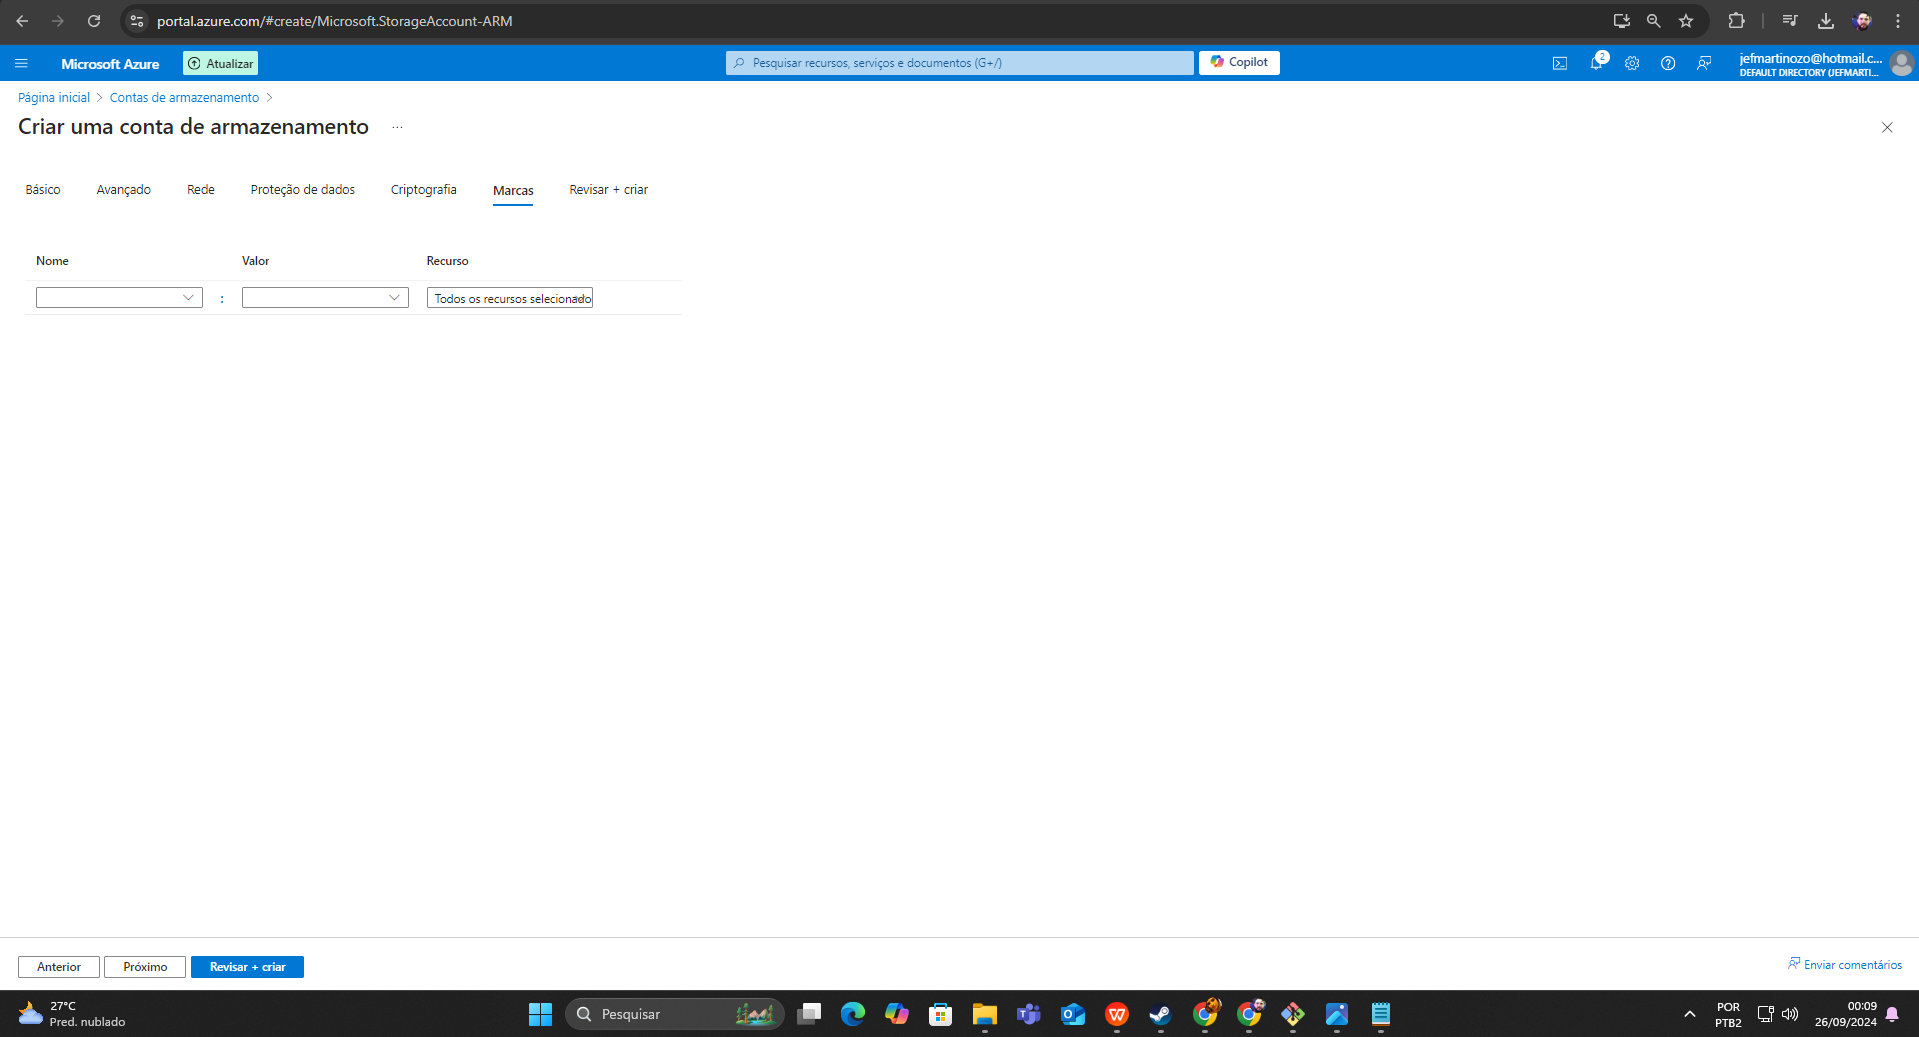 portal.azure.com/#create/Microsoft.StorageAccount-ARM
Microsoft Azure
Atualizar
Pesquisar recursos, serviços e documentos (G+/)
Copilot
2
jefmartinozo@hotmail.c...
DEFAULT DIRECTORY (JEFMARTI...
Página inicial > Contas de armazenamento >
Criar uma conta de armazenamento ...
Básico Avançado Rede Proteção de dados Criptografia Marcas Revisar + criar
Nome Valor Recurso
: Todos os recursos selecionado
Anterior Próximo Revisar + criar
Enviar comentários
27°C
Pred. nublado
Pesquisar
POR
PTB2
00:09
26/09/2024